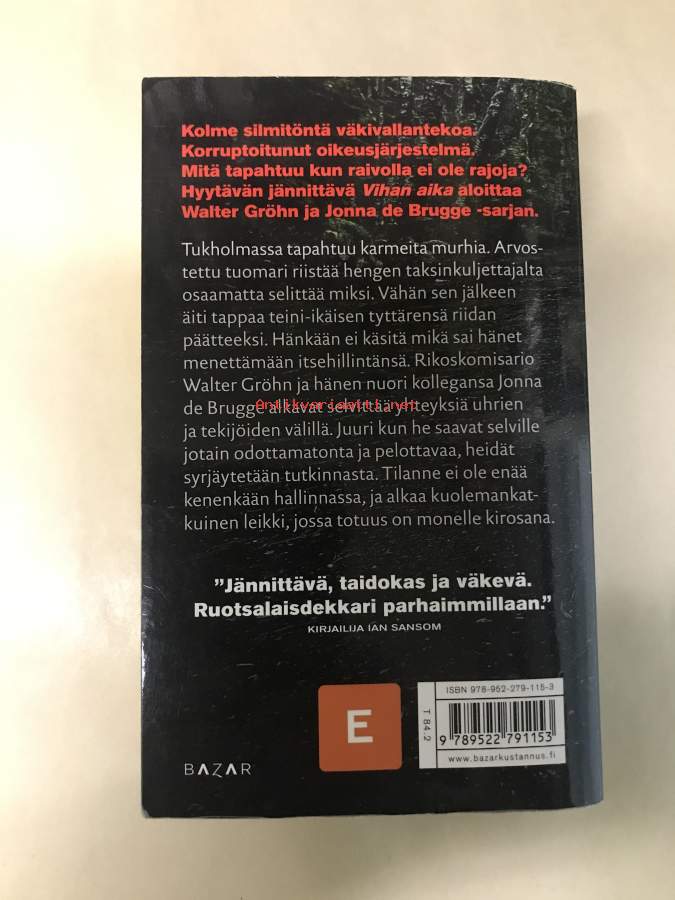 Kolme silmitöntä väkivallantekoa.
Korruptoitunut oikeusjärjestelmä.
Mitä tapahtuu kun raivolla ei ole rajoja?
Hyytävän jännittävä Vihan aika aloittaa
Walter Gröhn ja Jonna de Brugge -sarjan.
Tukholmassa tapahtuu karmeita murhia. Arvos-
tettu tuomari riistää hengen taksinkuljettajalta
osaamatta selittää miksi. Vähän sen jälkeen
äiti tappaa teini-ikäisen tyttärensä riidan
päätteeksi. Hänkään ei käsitä mikä sai hänet
menettämään itsehillintänsä. Rikoskomisario
Walter Gröhn ja hänen nuori kollegansa Jonna
de Brugge alkavat selvittää yhteyksiä uhrien
Antikvariaatti.net
ja tekijöiden välillä. Juuri kun he saavat selville
jotain odottamatonta ja pelottavaa, heidät
syrjäytetään tutkinnasta. Tilanne ei ole enää
kenenkään hallinnassa, ja alkaa kuolemankat-
kuinen leikki, jossa totuus on monelle kirosana.
”Jännittävä, taidokas ja väkevä.
Ruotsalaisdekkari parhaimmillaan.”
KIRJAILIJA IAN SANSOM
E
BAZAR
T 84.2
ISBN 978-952-279-115-3
9 789522 791153
www.bazarkustannus.fi